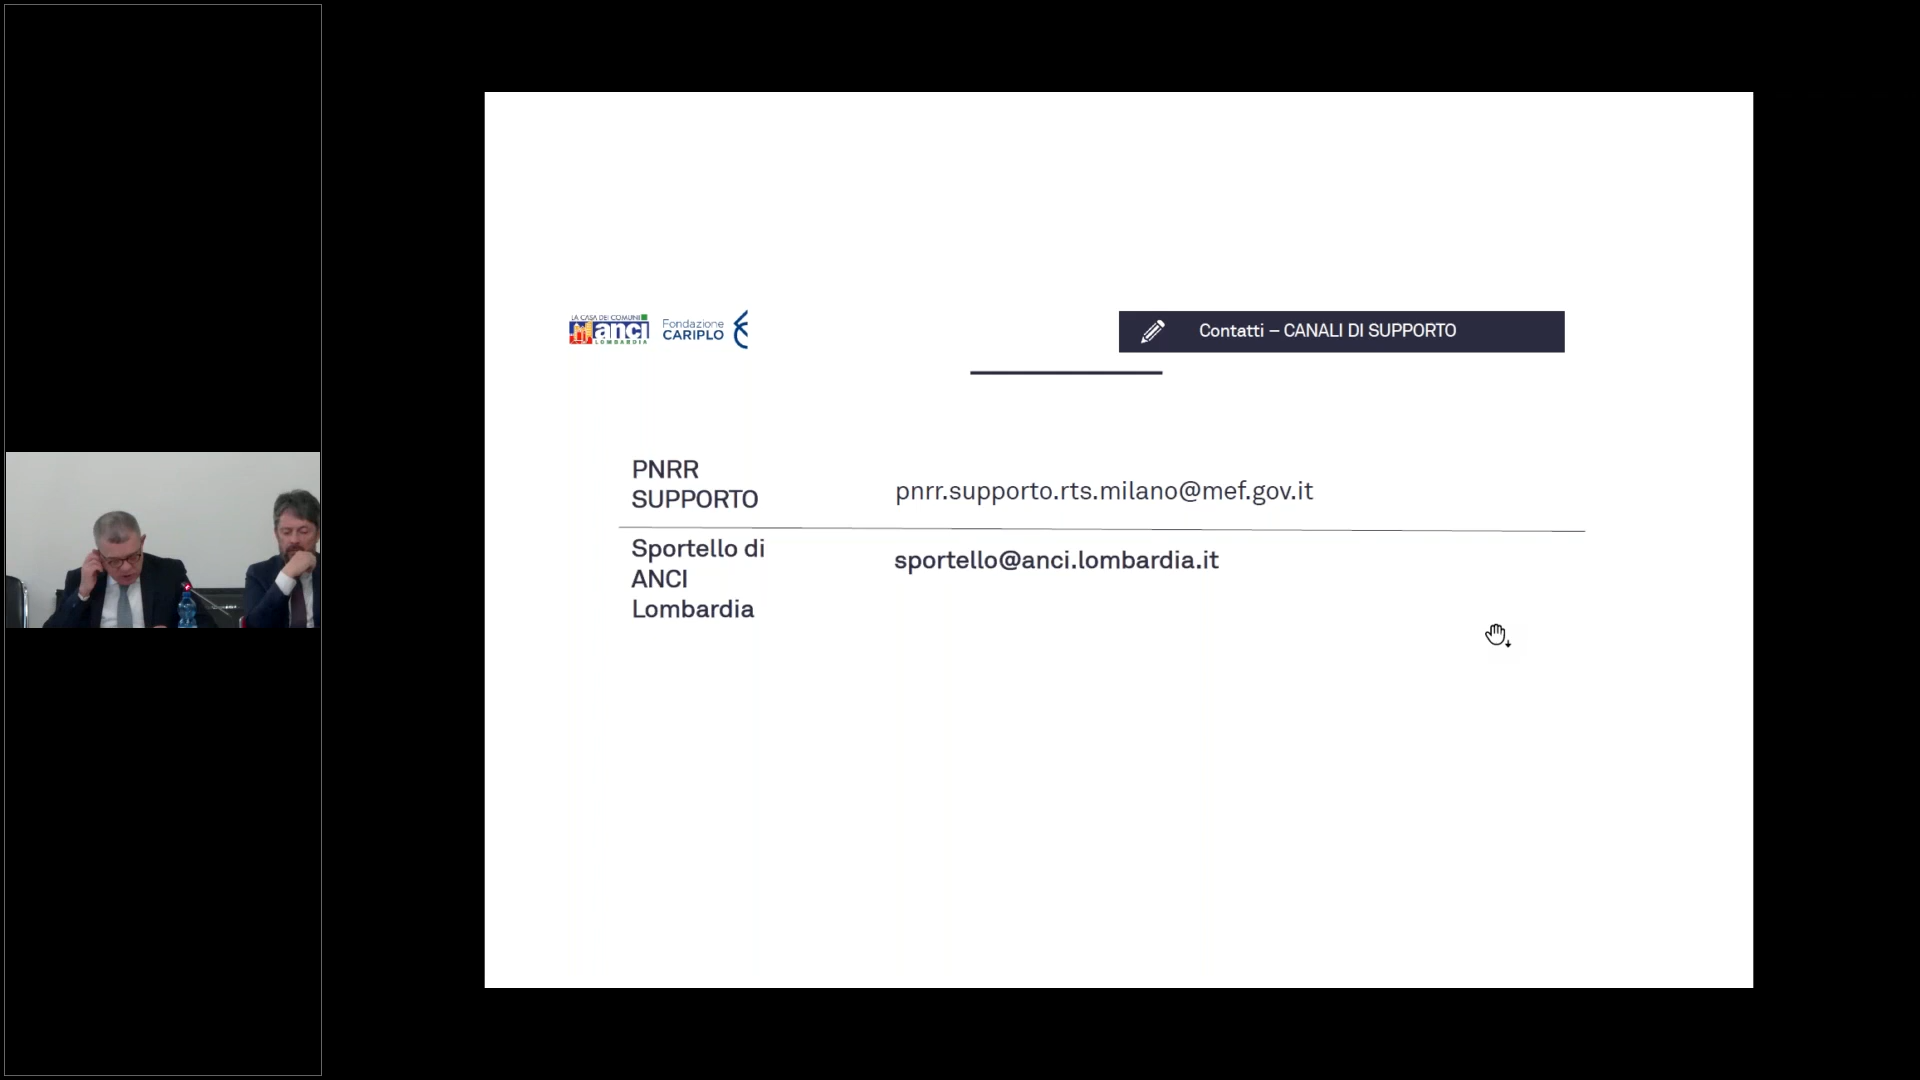 LA CASA DEI COMUNI
anci
LOMBARDIA
Fondazione
CARIPLO
Contatti – CANALI DI SUPPORTO
PNRR
SUPPORTO
pnrr.supporto.rts.milano@mef.gov.it
Sportello di
ANCI
Lombardia
sportello@anci.lombardia.it